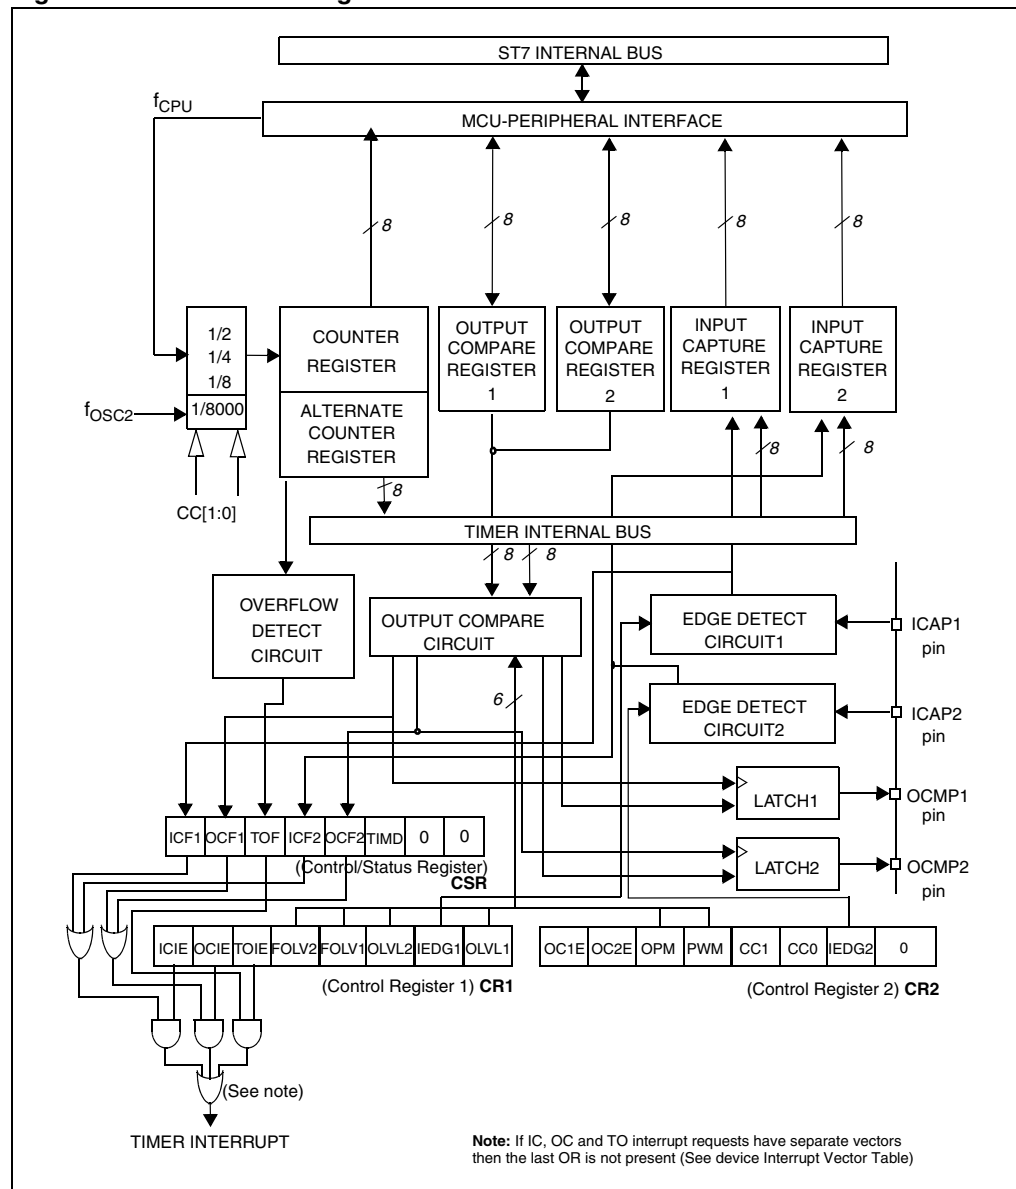 ST7 INTERNAL BUS
fCPU
MCU-PERIPHERAL INTERFACE
8
8
8
8
8
1/2
1/4
1/8
1/8000
fOSC2
CC[1:0]
COUNTER
REGISTER
ALTERNATE
COUNTER
REGISTER
OUTPUT
COMPARE
REGISTER
1
OUTPUT
COMPARE
REGISTER
2
INPUT
CAPTURE
REGISTER
1
INPUT
CAPTURE
REGISTER
2
8
8
8
TIMER INTERNAL BUS
8
8
OVERFLOW
DETECT
CIRCUIT
OUTPUT COMPARE
CIRCUIT
6
EDGE DETECT
CIRCUIT1
ICAP1
pin
EDGE DETECT
CIRCUIT2
ICAP2
pin
LATCH1
OCMP1
pin
LATCH2
OCMP2
pin
ICF1 OCF1 TOF ICF2 OCF2 TIMD 0 0
(Control/Status Register)
CSR
ICIE OCIE TOIE FOLV2 FOLV1 OLVL2 IEDG1 OLVL1
(Control Register 1) CR1
OC1E OC2E OPM PWM CC1 CC0 IEDG2 0
(Control Register 2) CR2
(See note)
TIMER INTERRUPT
Note: If IC, OC and TO interrupt requests have separate vectors
then the last OR is not present (See device Interrupt Vector Table)